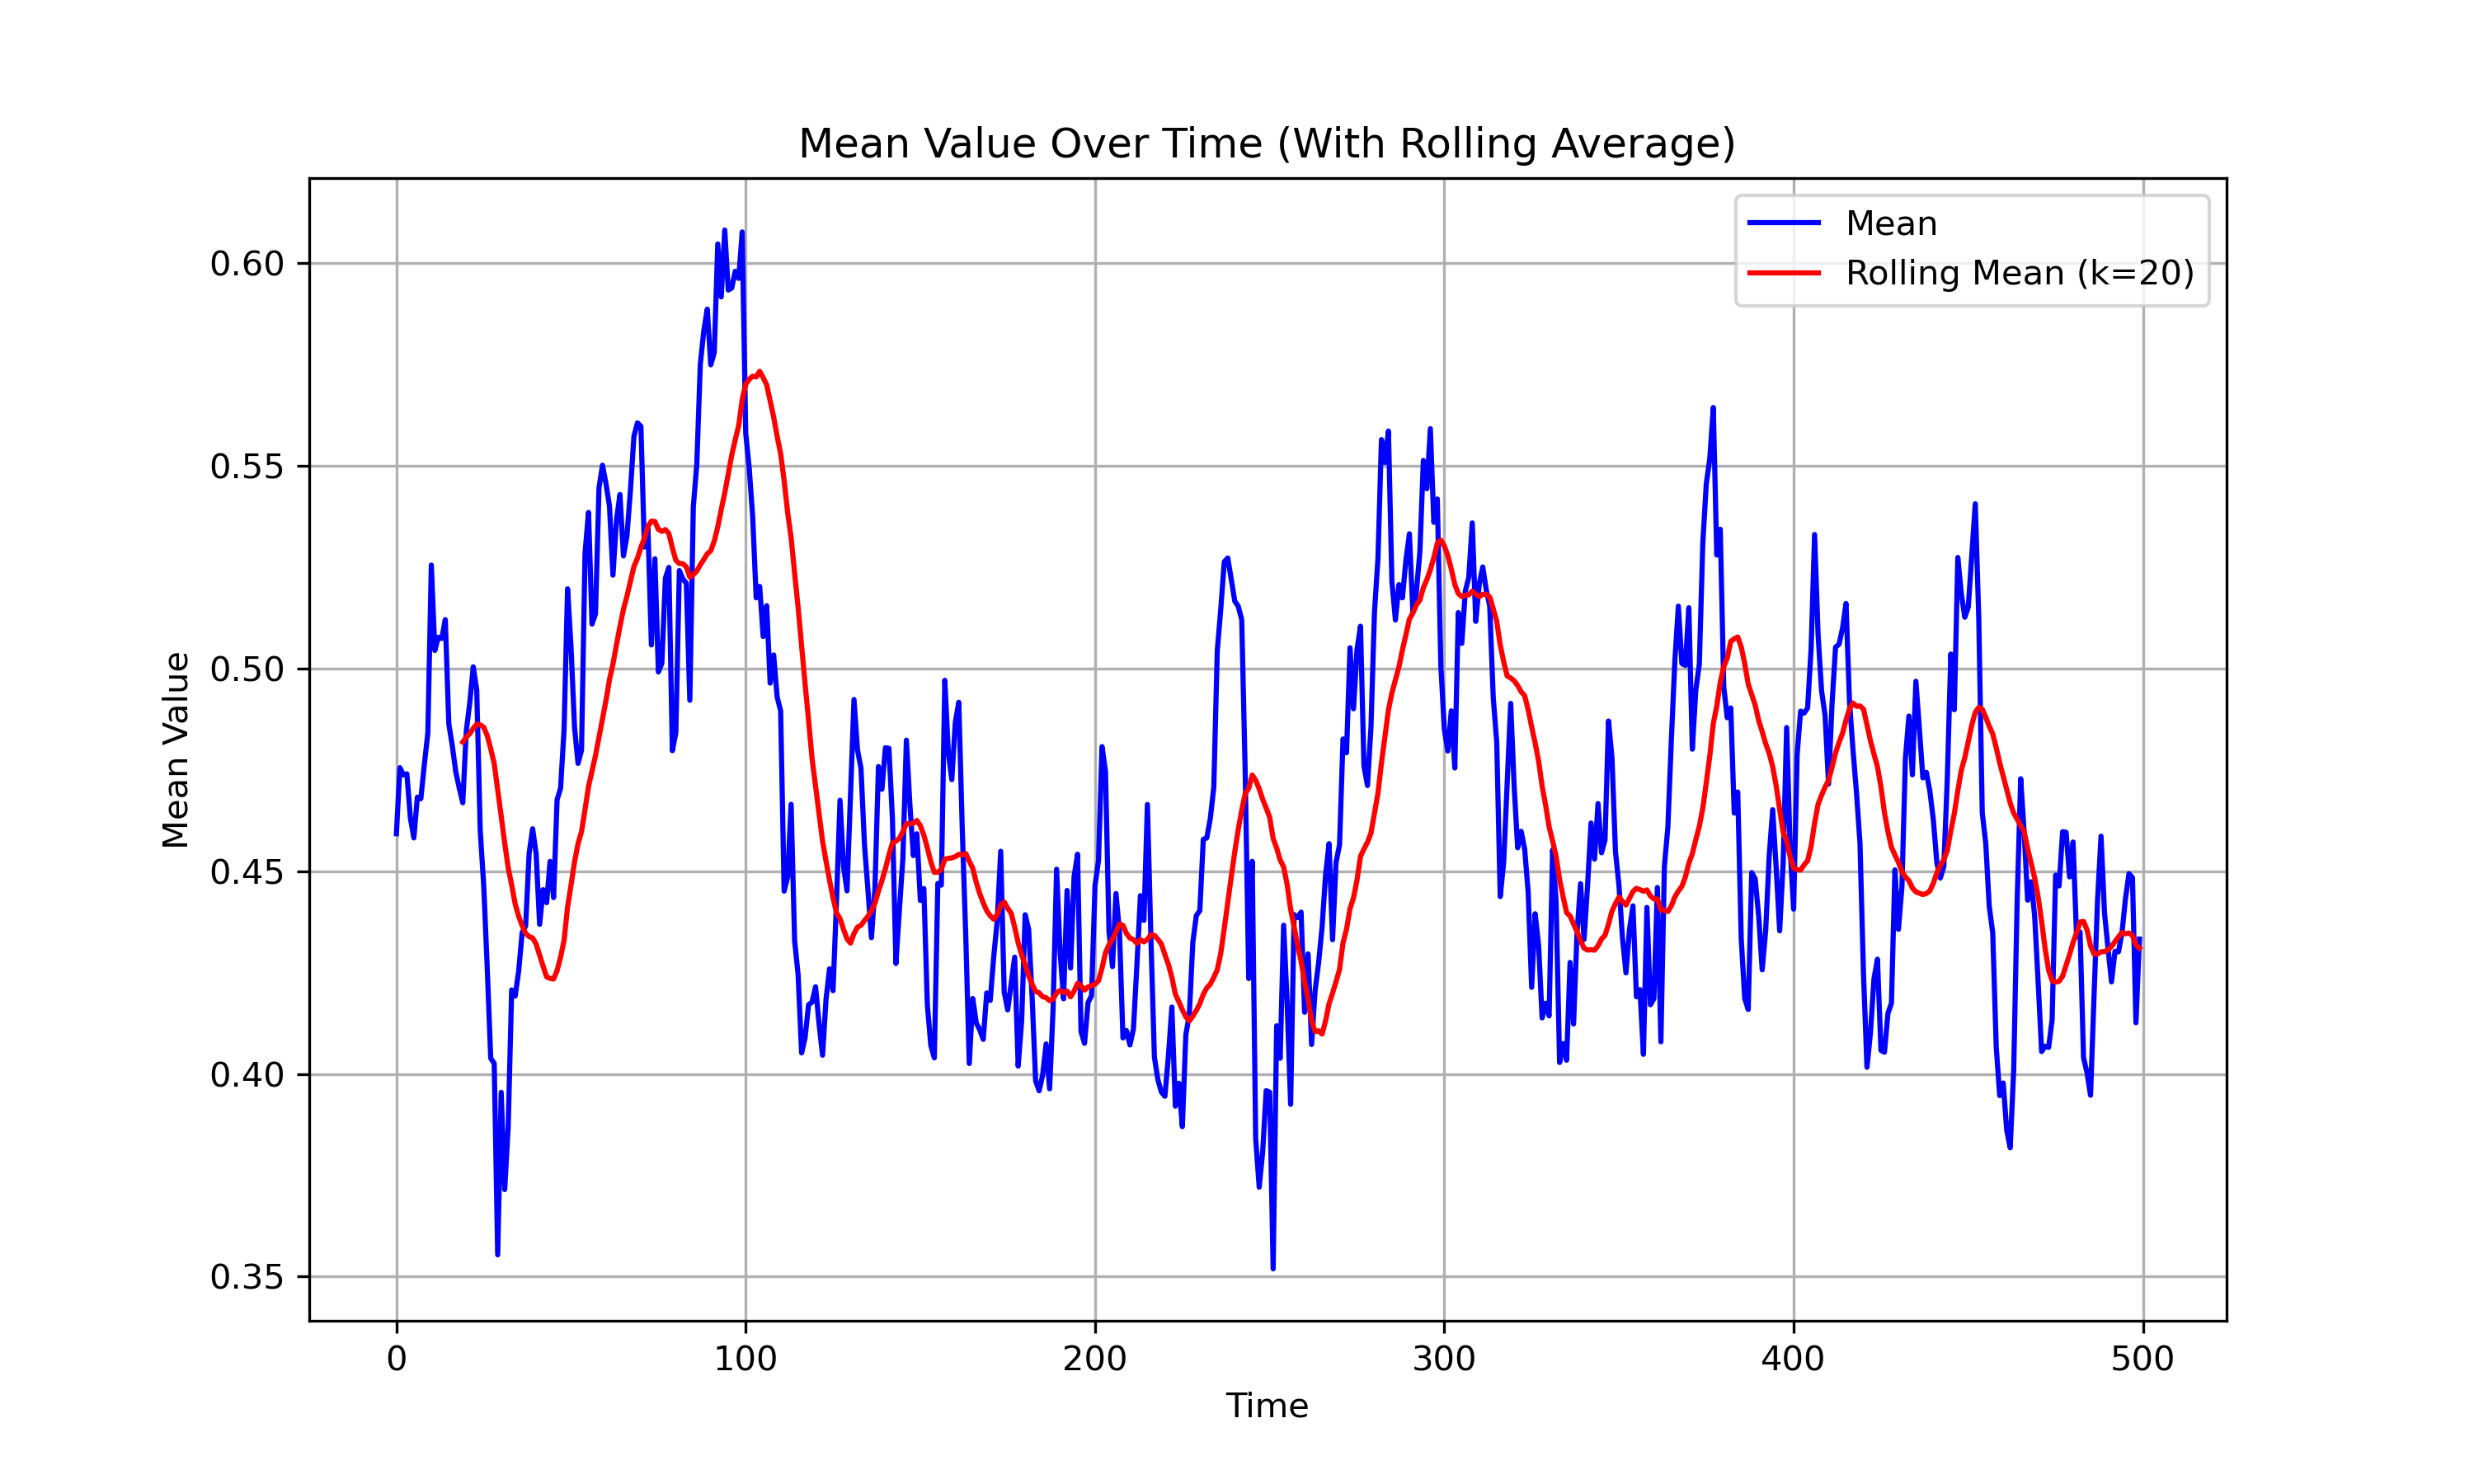 Mean Value Over Time (With Rolling Average)
Mean
Rolling Mean (k=20)
Mean Value
0.60
0.55
0.50
0.45
0.40
0.35
0 100 200 300 400 500
Time